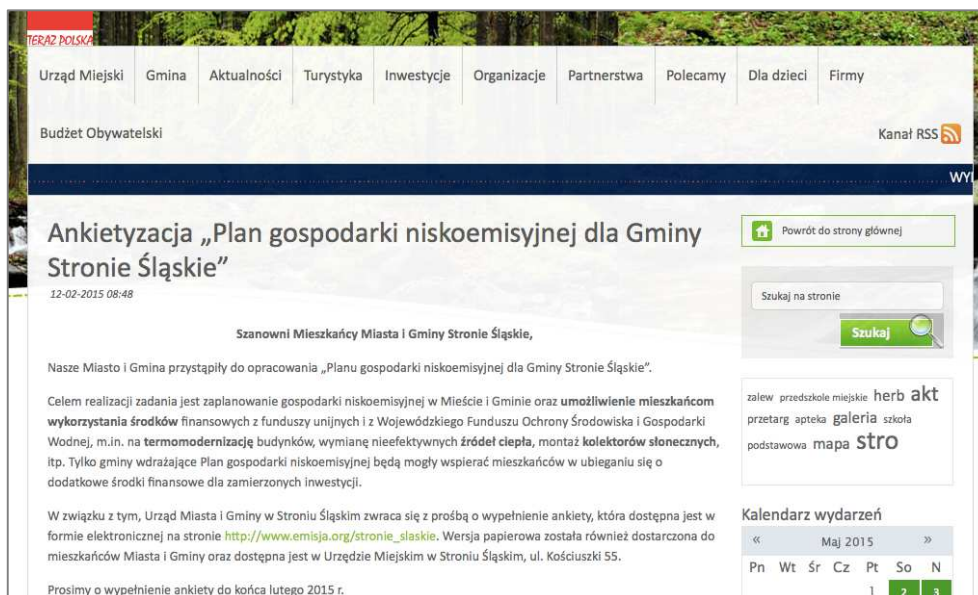 TERAZ POLSKA
Urząd Miejski Gmina Aktualności Turystyka Inwestycje Organizacje Partnerstwa Polecamy Dla dzieci Firmy
Budżet Obywatelski
Kanał RSS
WY
Ankietyzacja „Plan gospodarki niskoemisyjnej dla Gminy
Stronie Śląskie”
12-02-2015 08:48
Szanowni Mieszkańcy Miasta i Gminy Stronie Śląskie,
Nasze Miasto i Gmina przystąpiły do opracowania „Planu gospodarki niskoemisyjnej dla Gminy Stronie Śląskie”.
Celem realizacji zadania jest zaplanowanie gospodarki niskoemisyjnej w Mieście i Gminie oraz umożliwienie mieszkańcom
wykorzystania środków finansowych z funduszy unijnych i z Wojewódzkiego Funduszu Ochrony Środowiska i Gospodarki
Wodnej, m.in. na termomodernizację budynków, wymianę nieefektywnych źródeł ciepła, montaż kolektorów słonecznych,
itp. Tylko gminy wdrażające Plan gospodarki niskoemisyjnej będą mogły wspierać mieszkańców w ubieganiu się o
dodatkowe środki finansowe dla zamierzonych inwestycji.
W związku z tym, Urząd Miasta i Gminy w Stroniu Śląskim zwraca się z prośbą o wypełnienie ankiety, która dostępna jest w
formie elektronicznej na stronie http://www.emisja.org/stronie_slaskie. Wersja papierowa została również dostarczona do
mieszkańców Miasta i Gminy oraz dostępna jest w Urzędzie Miejskim w Stroniu Śląskim, ul. Kościuszki 55.
Prosimy o wypełnienie ankiety do końca lutego 2015 r.
Powrót do strony głównej
Szukaj na stronie
Szukaj
zalew przedszkole miejskie herb akt
przetarg apteka galeria szkoła
podstawowa mapa stro
Kalendarz wydarzeń
« Maj 2015 »
Pn Wt Śr Cz Pt So N
1 2 3